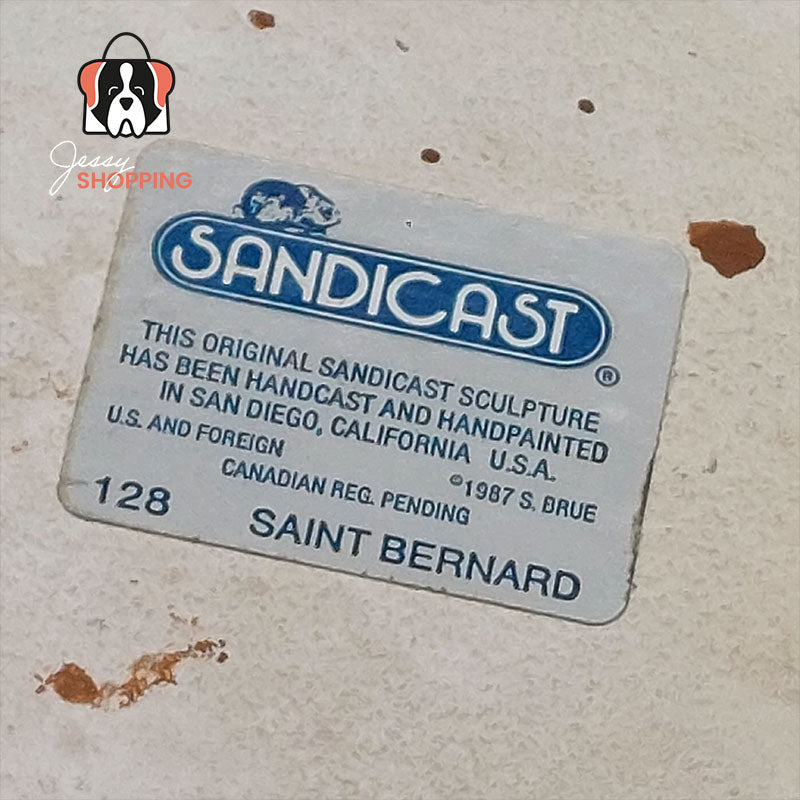 Jessy
SHOPPING
SANDICAST
®
THIS ORIGINAL SANDICAST SCULPTURE
HAS BEEN HANDCAST AND HANDPAINTED
IN SAN DIEGO, CALIFORNIA U.S.A.
U.S. AND FOREIGN
©1987 S. BRUE
CANADIAN REG. PENDING
128
SAINT BERNARD